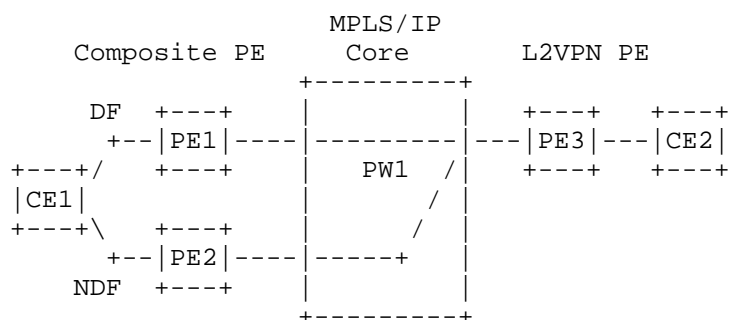 MPLS/IP
Composite PE Core L2VPN PE
DF
PE1 PE3 CE2
PW1
CE1
PE2
NDF